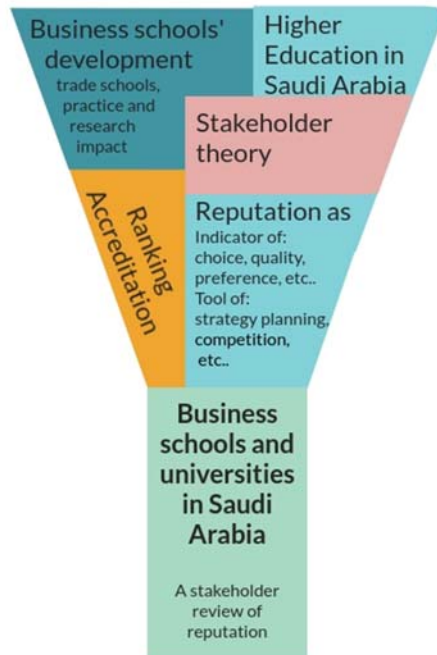 Business schools'
development
trade schools,
practice and
research
impact
Higher
Education in
Saudi Arabia
Stakeholder
theory
Ranking
Accreditation
Reputation as
Indicator of:
choice, quality,
preference, etc..
Tool of:
strategy planning,
competition,
etc..
Business
schools and
universities
in Saudi
Arabia
A stakeholder
review of
reputation